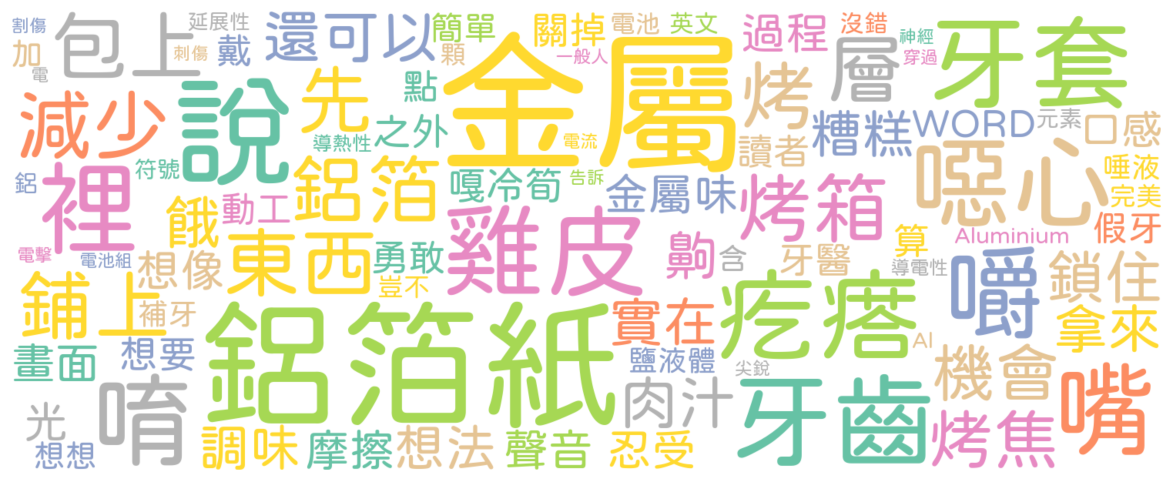 割傷 包上 延展性 還可以 簡單 關掉 電池 英文 過程 沒錯 神經 牙套
加 電 刺傷 戴 顆 金屬 一般人 層 穿過
減少 說 先 點 烤 糟糕 WORD 元素 口感
符號 導熱性 之外 電流 讀者 噁心 唾液
鋁 裡 餓 動工 鋁箔 嘎冷筍 告訴 金屬味 烤箱 完美
電擊 電池組 想像 東西 勇敢 雞皮 齁 含 牙醫 算 導電性 Aluminium 假牙
鋪上 補牙 豈不 實在 疙瘩 嚼 鎖住
畫面 想要 鋁箔紙 鹽液體 尖銳 Al 機會 拿來
光 唷 肉汁 牙齒 嘴
想想 調味 摩擦 想法 聲音 忍受 烤焦